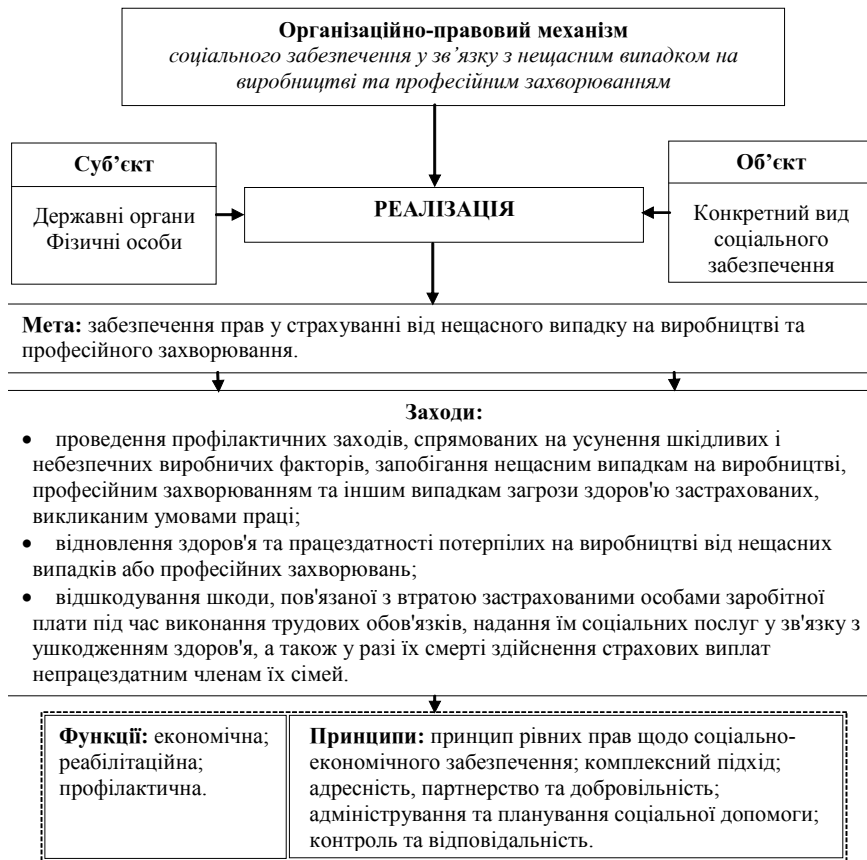 Організаційно-правовий механізм
соціального забезпечення у зв’язку з нещасним випадком на
виробництві та професійним захворюванням
Суб’єкт
Державні органи
Фізичні особи
РЕАЛІЗАЦІЯ
Об’єкт
Конкретний вид
соціального
забезпечення
Мета: забезпечення прав у страхуванні від нещасного випадку на виробництві та
професійного захворювання.
Заходи:
• проведення профілактичних заходів, спрямованих на усунення шкідливих і
небезпечних виробничих факторів, запобігання нещасним випадкам на виробництві,
професійним захворюванням та іншим випадкам загрози здоров'ю застрахованих,
викликаним умовами праці;
• відновлення здоров'я та працездатності потерпілих на виробництві від нещасних
випадків або професійних захворювань;
• відшкодування шкоди, пов'язаної з втратою застрахованими особами заробітної
плати під час виконання трудових обов'язків, надання їм соціальних послуг у зв'язку з
ушкодженням здоров'я, а також у разі їх смерті здійснення страхових виплат
непрацездатним членам їх сімей.
Функції: економічна;
реабілітаційна;
профілактична.
Принципи: принцип рівних прав щодо соціально-
економічного забезпечення; комплексний підхід;
адресність, партнерство та добровільність;
адміністрування та планування соціальної допомоги;
контроль та відповідальність.